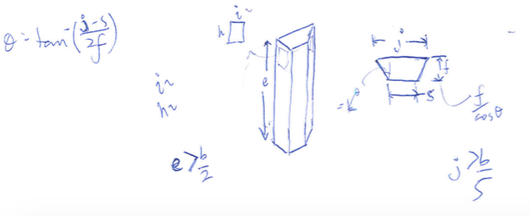 θ = tan⁻¹(j-s/2f)
i~
h
j
e
f
i~
h~
s
f/cosθ
e > b/2
j > b/5